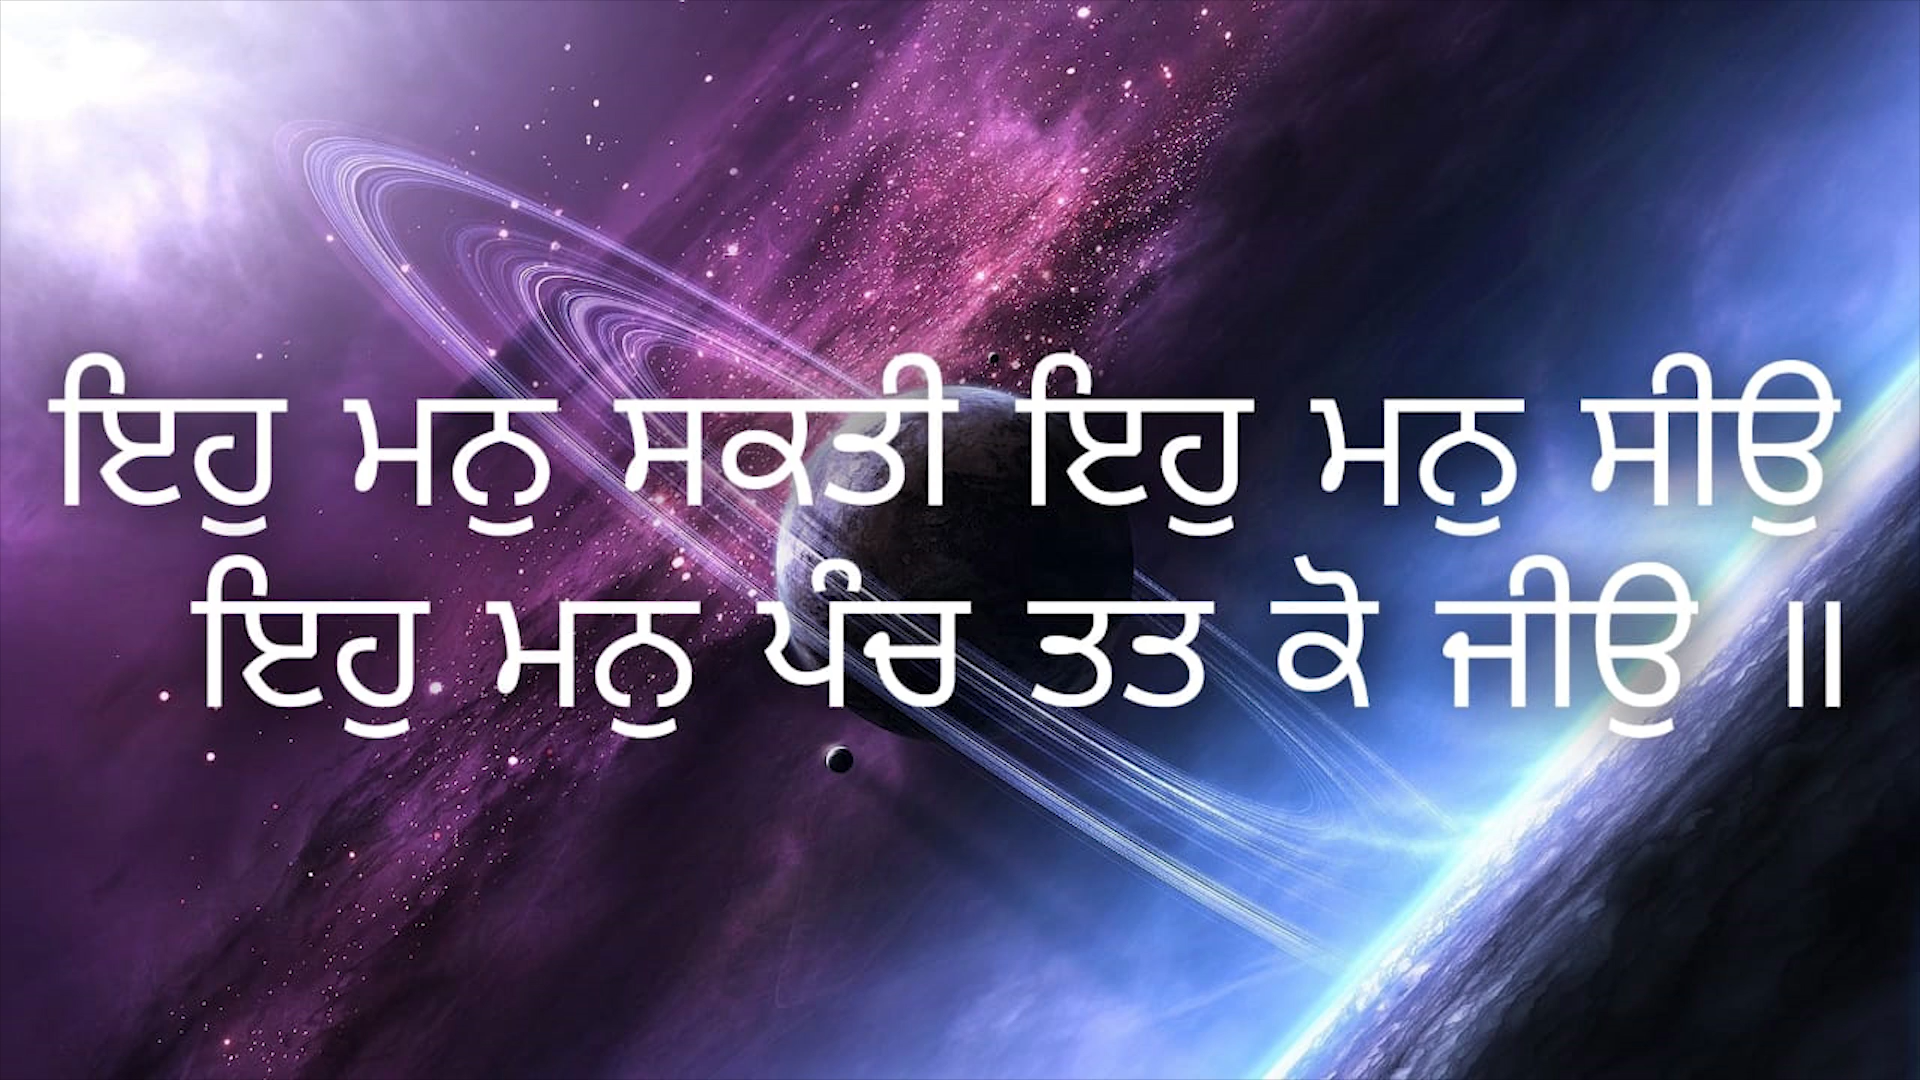 ਇਹੁ ਮਨੁ ਸਕਤੀ ਇਹੁ ਮਨੁ ਸੀਉ
ਇਹੁ ਮਨੁ ਪੰਚ ਤਤ ਕੋ ਜੀਉ ॥